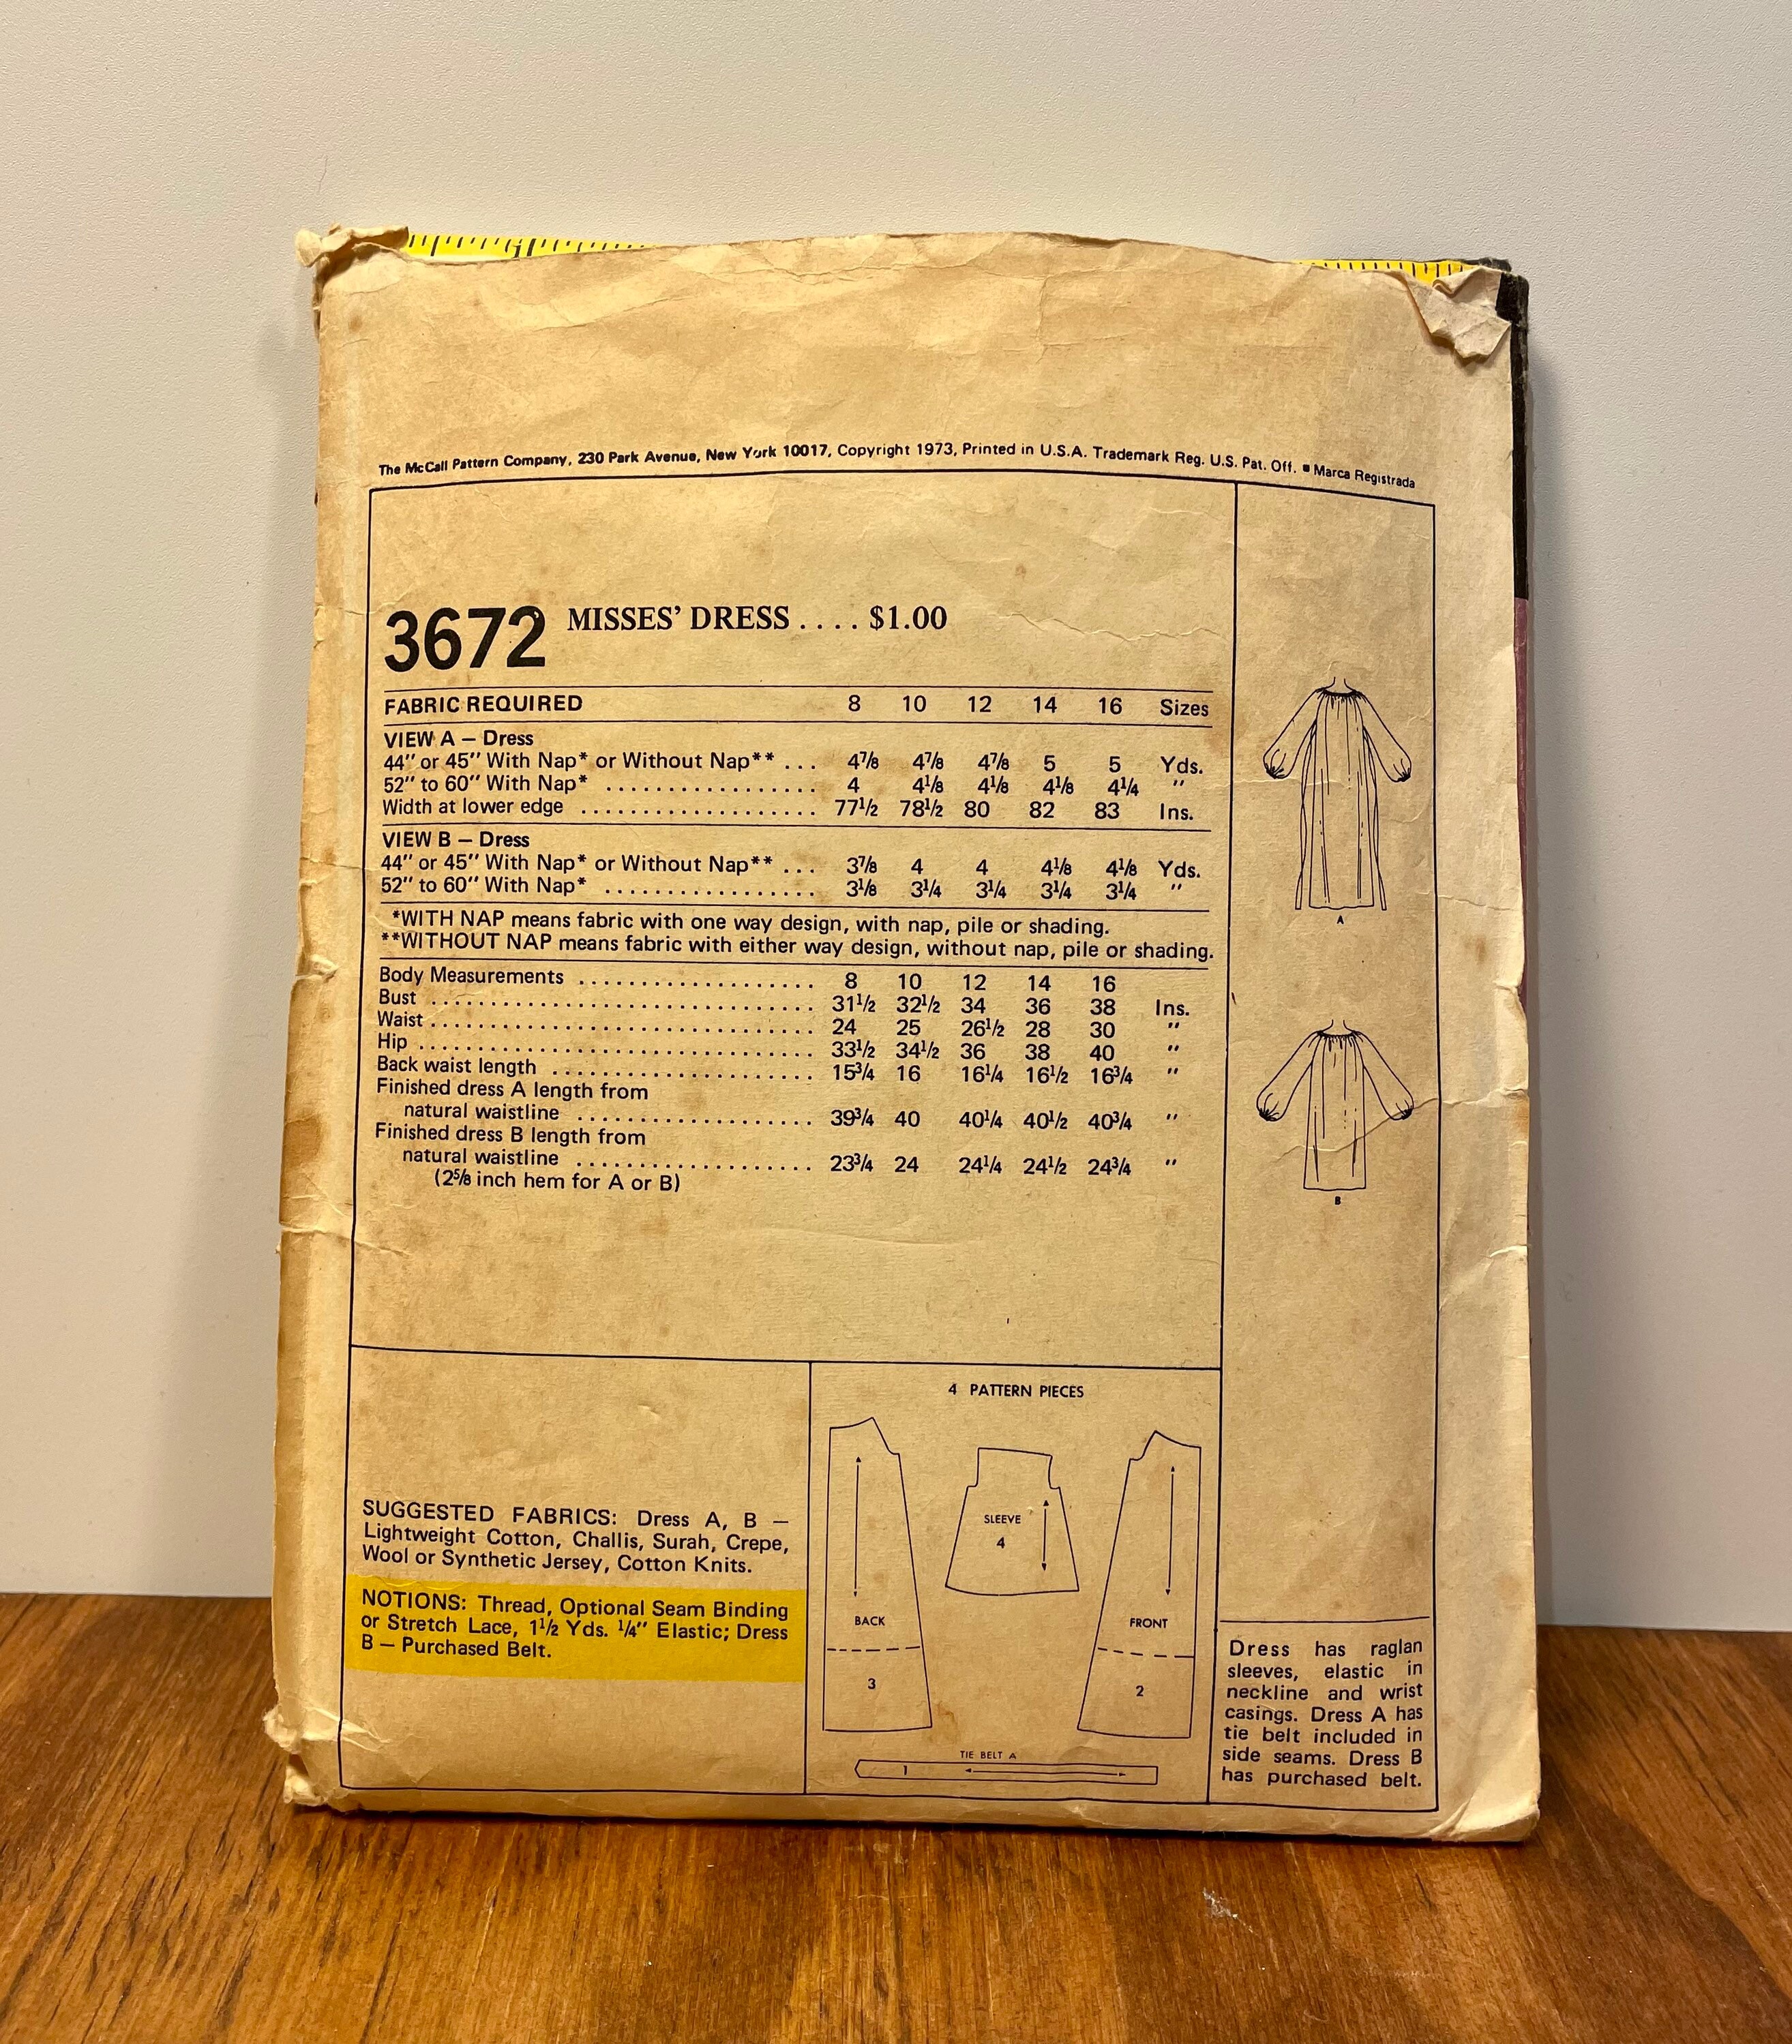 The McCall Pattern Company, 230 Park Avenue, New York 10017, Copyright 1973, Printed in U.S.A. Trademark Reg. U.S. Pat. Off. ■ Marca Registrada
3672 MISSES’ DRESS . . . . $1.00
FABRIC REQUIRED 8 10 12 14 16 Sizes
VIEW A – Dress
44″ or 45″ With Nap* or Without Nap** . . . 4⅞ 4⅞ 4⅞ 5 5 Yds.
52″ to 60″ With Nap* . . . . . . . . . . . . . . . . . . 4 4⅛ 4⅛ 4⅛ 4¼ ″
Width at lower edge . . . . . . . . . . . . . . . . . . . . 77½ 78½ 80 82 83 Ins.
VIEW B – Dress
44″ or 45″ With Nap* or Without Nap** . . . 3⅞ 4 4 4⅛ 4⅛ Yds.
52″ to 60″ With Nap* . . . . . . . . . . . . . . . . . . 3⅛ 3¼ 3¼ 3¼ 3¼ ″
*WITH NAP means fabric with one way design, with nap, pile or shading.
**WITHOUT NAP means fabric with either way design, without nap, pile or shading.
Body Measurements . . . . . . . . . . . . . . . . . . . . 8 10 12 14 16
Bust . . . . . . . . . . . . . . . . . . . . . . . . . . . . . . . . . 31½ 32½ 34 36 38 Ins.
Waist . . . . . . . . . . . . . . . . . . . . . . . . . . . . . . . . . 24 25 26½ 28 30 ″
Hip . . . . . . . . . . . . . . . . . . . . . . . . . . . . . . . . . . 33½ 34½ 36 38 40 ″
Back waist length . . . . . . . . . . . . . . . . . . . . . . 15¾ 16 16¼ 16½ 16¾ ″
Finished dress A length from
natural waistline . . . . . . . . . . . . . . . . . . . . 39¾ 40 40¼ 40½ 40¾ ″
Finished dress B length from
natural waistline . . . . . . . . . . . . . . . . . . . . 23¾ 24 24¼ 24½ 24¾ ″
(2⅝ inch hem for A or B)
A
B
SUGGESTED FABRICS: Dress A, B –
Lightweight Cotton, Challis, Surah, Crepe,
Wool or Synthetic Jersey, Cotton Knits.
NOTIONS: Thread, Optional Seam Binding
or Stretch Lace, 1½ Yds. ¼″ Elastic; Dress
B – Purchased Belt.
4 PATTERN PIECES
BACK
3
SLEEVE
4
FRONT
2
TIE BELT A
1
Dress has raglan
sleeves, elastic in
neckline and wrist
casings. Dress A has
tie belt included in
side seams. Dress B
has purchased belt.